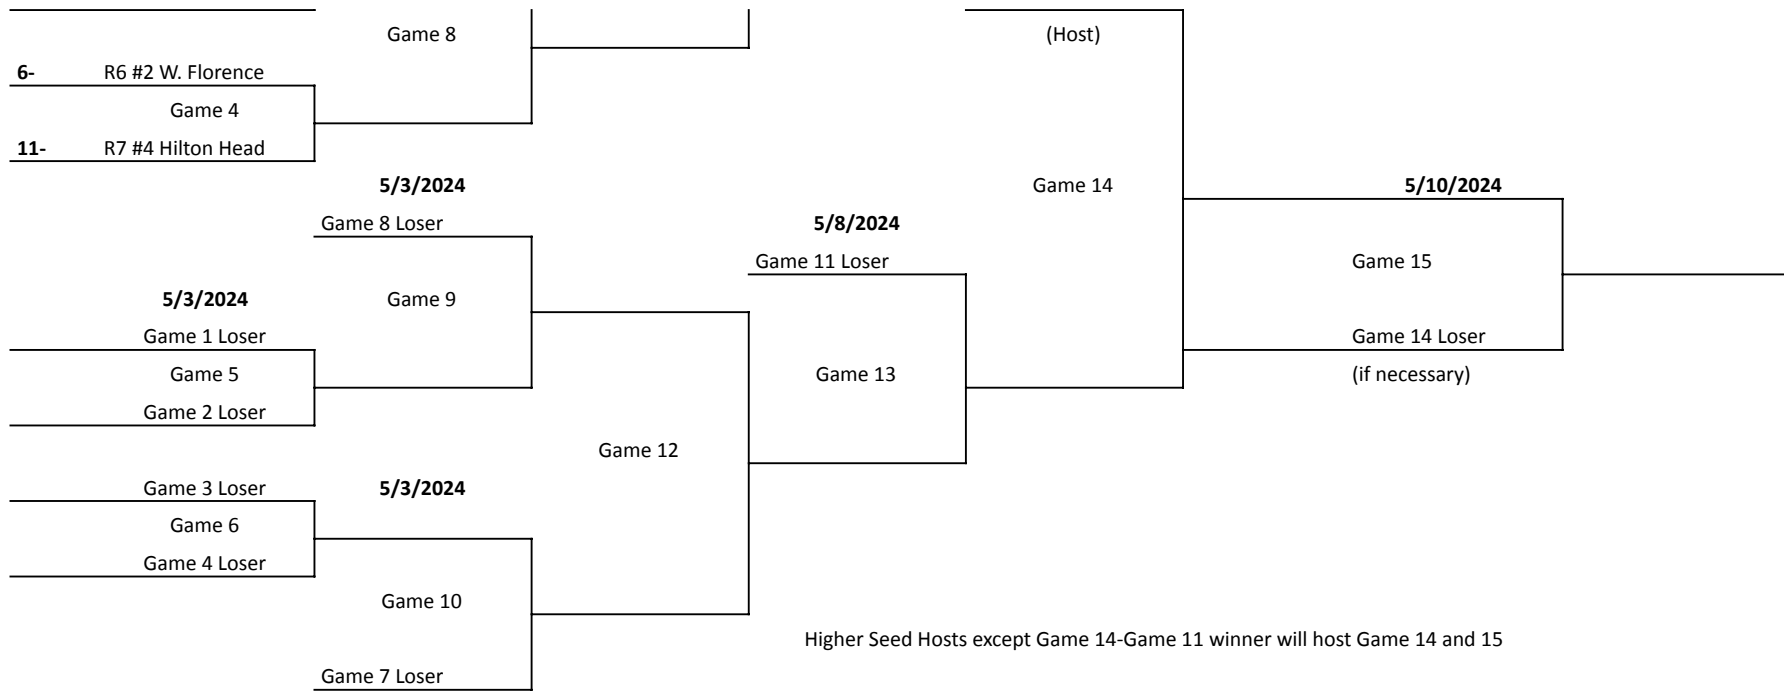 Game 8
(Host)
6- R6 #2 W. Florence
Game 4
11- R7 #4 Hilton Head
5/3/2024
Game 14
5/10/2024
Game 8 Loser
5/8/2024
Game 11 Loser
Game 15
5/3/2024
Game 9
Game 1 Loser
Game 14 Loser
Game 5
Game 13
(if necessary)
Game 2 Loser
Game 12
Game 3 Loser
5/3/2024
Game 6
Game 4 Loser
Game 10
Higher Seed Hosts except Game 14-Game 11 winner will host Game 14 and 15
Game 7 Loser